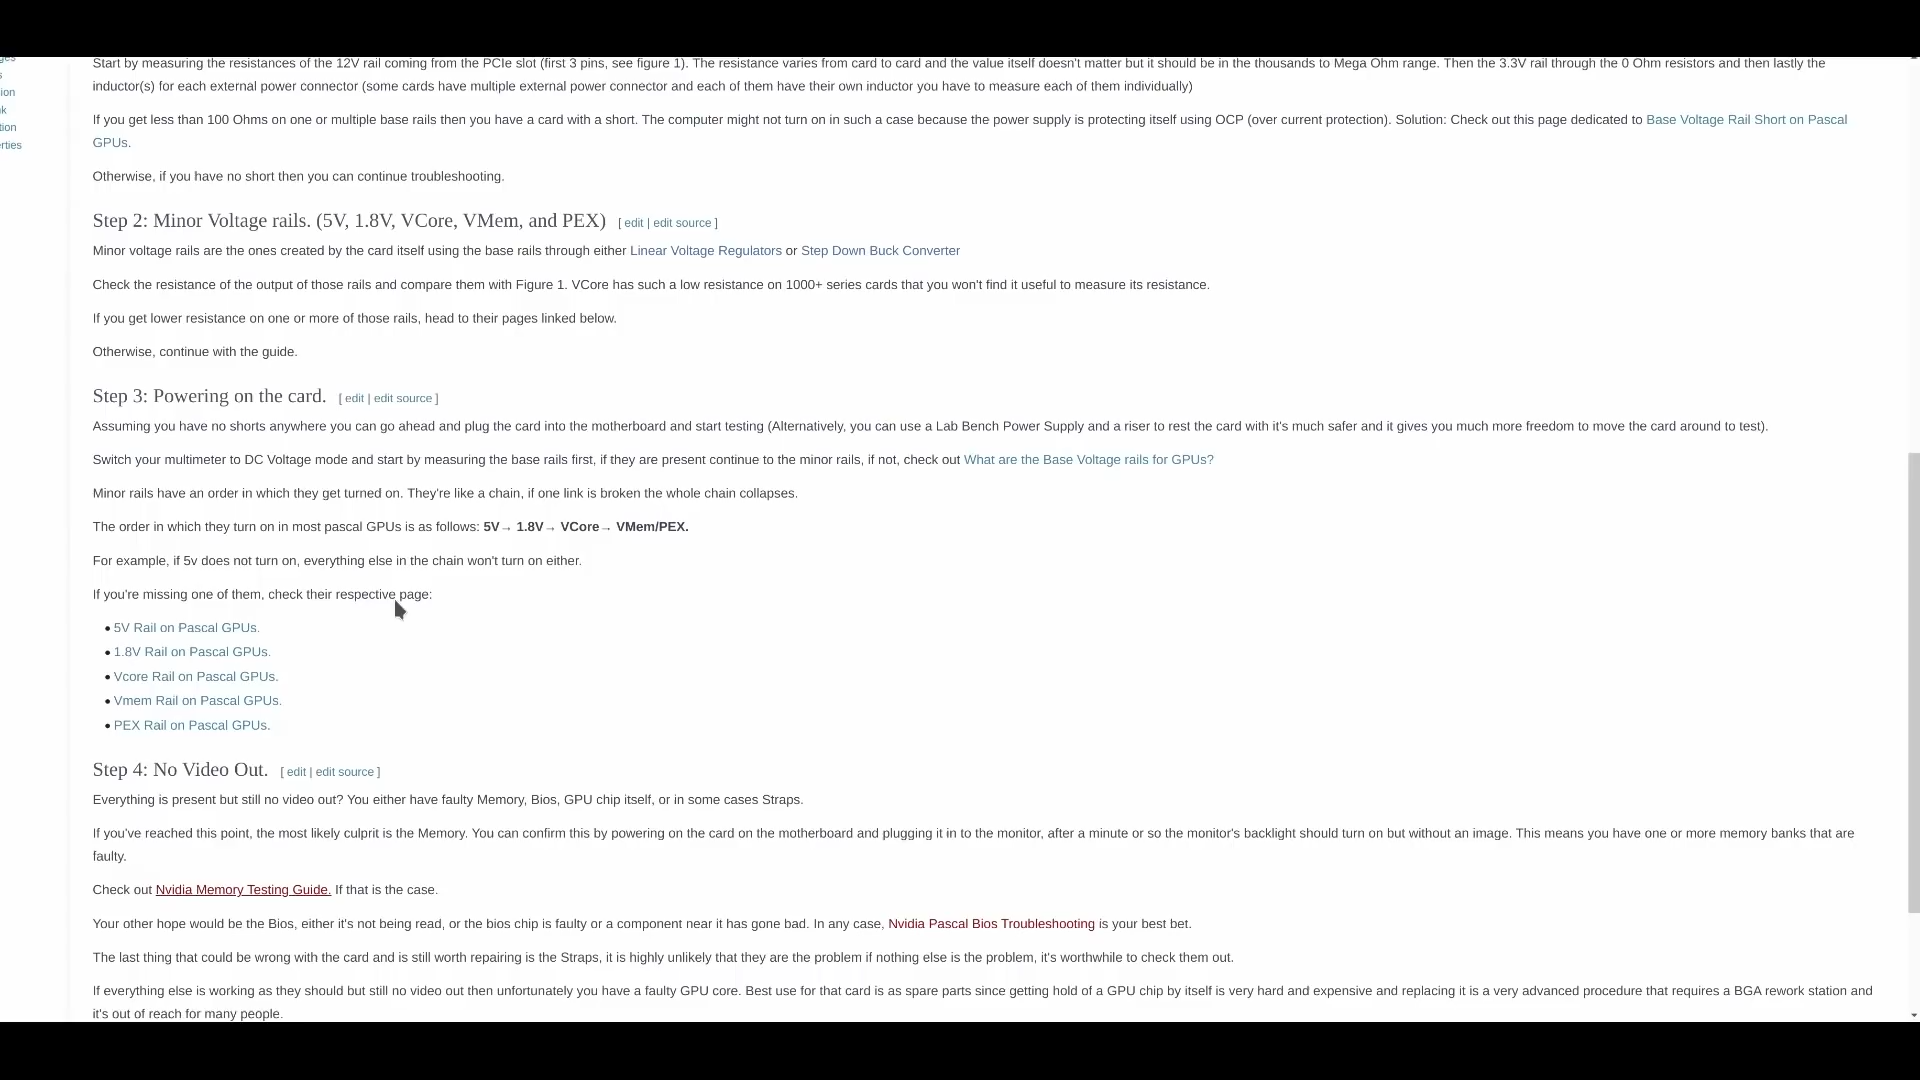 ges
s
ion
nk
tion
erties
Start by measuring the resistances of the 12V rail coming from the PCIe slot (first 3 pins, see figure 1). The resistance varies from card to card and the value itself doesn't matter but it should be in the thousands to Mega Ohm range. Then the 3.3V rail through the 0 Ohm resistors and then lastly the
inductor(s) for each external power connector (some cards have multiple external power connector and each of them have their own inductor you have to measure each of them individually)
If you get less than 100 Ohms on one or multiple base rails then you have a card with a short. The computer might not turn on in such a case because the power supply is protecting itself using OCP (over current protection). Solution: Check out this page dedicated to Base Voltage Rail Short on Pascal
GPUs.
Otherwise, if you have no short then you can continue troubleshooting.
Step 2: Minor Voltage rails. (5V, 1.8V, VCore, VMem, and PEX) [ edit | edit source ]
Minor voltage rails are the ones created by the card itself using the base rails through either Linear Voltage Regulators or Step Down Buck Converter
Check the resistance of the output of those rails and compare them with Figure 1. VCore has such a low resistance on 1000+ series cards that you won't find it useful to measure its resistance.
If you get lower resistance on one or more of those rails, head to their pages linked below.
Otherwise, continue with the guide.
Step 3: Powering on the card. [ edit | edit source ]
Assuming you have no shorts anywhere you can go ahead and plug the card into the motherboard and start testing (Alternatively, you can use a Lab Bench Power Supply and a riser to rest the card with it's much safer and it gives you much more freedom to move the card around to test).
Switch your multimeter to DC Voltage mode and start by measuring the base rails first, if they are present continue to the minor rails, if not, check out What are the Base Voltage rails for GPUs?
Minor rails have an order in which they get turned on. They're like a chain, if one link is broken the whole chain collapses.
The order in which they turn on in most pascal GPUs is as follows: 5V→ 1.8V→ VCore→ VMem/PEX.
For example, if 5v does not turn on, everything else in the chain won't turn on either.
If you're missing one of them, check their respective page:
• 5V Rail on Pascal GPUs.
• 1.8V Rail on Pascal GPUs.
• Vcore Rail on Pascal GPUs.
• Vmem Rail on Pascal GPUs.
• PEX Rail on Pascal GPUs.
Step 4: No Video Out. [ edit | edit source ]
Everything is present but still no video out? You either have faulty Memory, Bios, GPU chip itself, or in some cases Straps.
If you've reached this point, the most likely culprit is the Memory. You can confirm this by powering on the card on the motherboard and plugging it in to the monitor, after a minute or so the monitor's backlight should turn on but without an image. This means you have one or more memory banks that are
faulty.
Check out Nvidia Memory Testing Guide. If that is the case.
Your other hope would be the Bios, either it's not being read, or the bios chip is faulty or a component near it has gone bad. In any case, Nvidia Pascal Bios Troubleshooting is your best bet.
The last thing that could be wrong with the card and is still worth repairing is the Straps, it is highly unlikely that they are the problem if nothing else is the problem, it's worthwhile to check them out.
If everything else is working as they should but still no video out then unfortunately you have a faulty GPU core. Best use for that card is as spare parts since getting hold of a GPU chip by itself is very hard and expensive and replacing it is a very advanced procedure that requires a BGA rework station and
it's out of reach for many people.